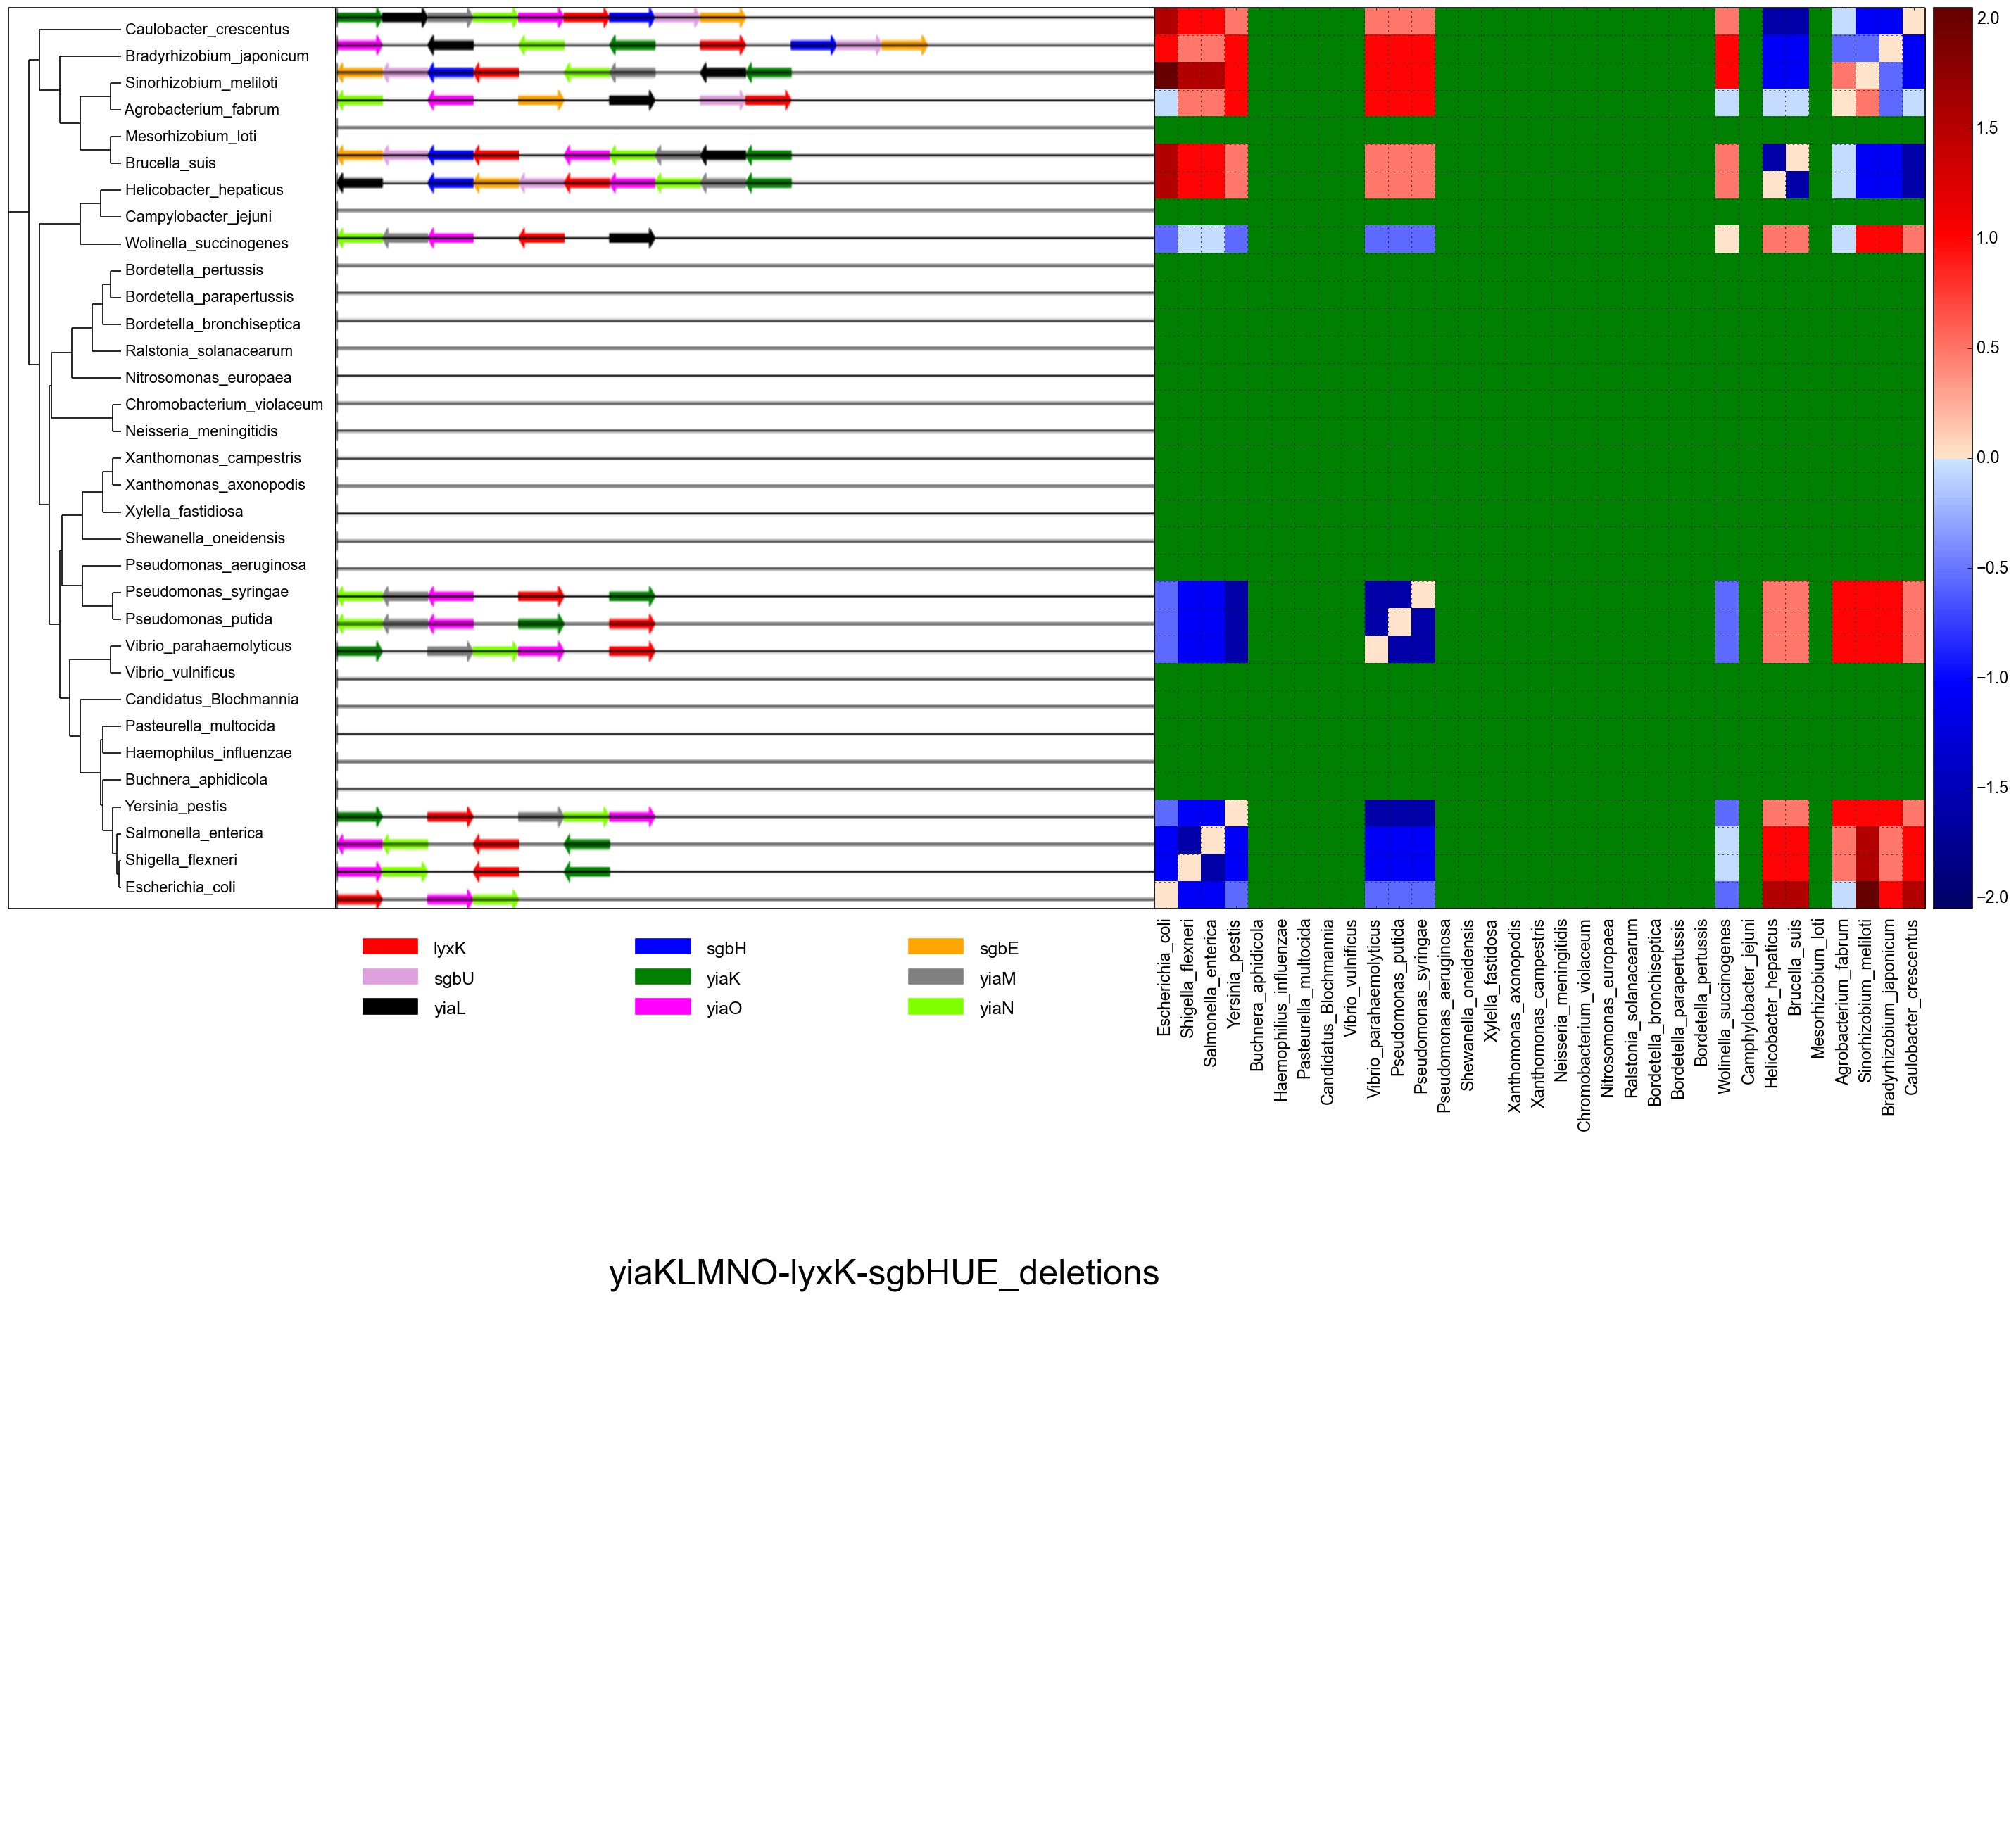 Caulobacter_crescentus
Bradyrhizobium_japonicum
Sinorhizobium_meliloti
Agrobacterium_fabrum
Mesorhizobium_loti
Brucella_suis
Helicobacter_hepaticus
Campylobacter_jejuni
Wolinella_succinogenes
Bordetella_pertussis
Bordetella_parapertussis
Bordetella_bronchiseptica
Ralstonia_solanacearum
Nitrosomonas_europaea
Chromobacterium_violaceum
Neisseria_meningitidis
Xanthomonas_campestris
Xanthomonas_axonopodis
Xylella_fastidiosa
Shewanella_oneidensis
Pseudomonas_aeruginosa
Pseudomonas_syringae
Pseudomonas_putida
Vibrio_parahaemolyticus
Vibrio_vulnificus
Candidatus_Blochmannia
Pasteurella_multocida
Haemophilus_influenzae
Buchnera_aphidicola
Yersinia_pestis
Salmonella_enterica
Shigella_flexneri
Escherichia_coli
2.0
1.5
1.0
0.5
0.0
−0.5
−1.0
−1.5
−2.0
Escherichia_coli
Shigella_flexneri
Salmonella_enterica
Yersinia_pestis
Buchnera_aphidicola
Haemophilus_influenzae
Pasteurella_multocida
Candidatus_Blochmannia
Vibrio_vulnificus
Vibrio_parahaemolyticus
Pseudomonas_putida
Pseudomonas_syringae
Pseudomonas_aeruginosa
Shewanella_oneidensis
Xylella_fastidiosa
Xanthomonas_axonopodis
Xanthomonas_campestris
Neisseria_meningitidis
Chromobacterium_violaceum
Nitrosomonas_europaea
Ralstonia_solanacearum
Bordetella_bronchiseptica
Bordetella_parapertussis
Bordetella_pertussis
Wolinella_succinogenes
Camphylobacter_jejuni
Helicobacter_hepaticus
Brucella_suis
Mesorhizobium_loti
Agrobacterium_fabrum
Sinorhizobium_meliloti
Bradyrhizobium_japonicum
Caulobacter_crescentus
lyxK sgbH sgbE
sgbU yiaK yiaM
yiaL yiaO yiaN
yiaKLMNO-lyxK-sgbHUE_deletions